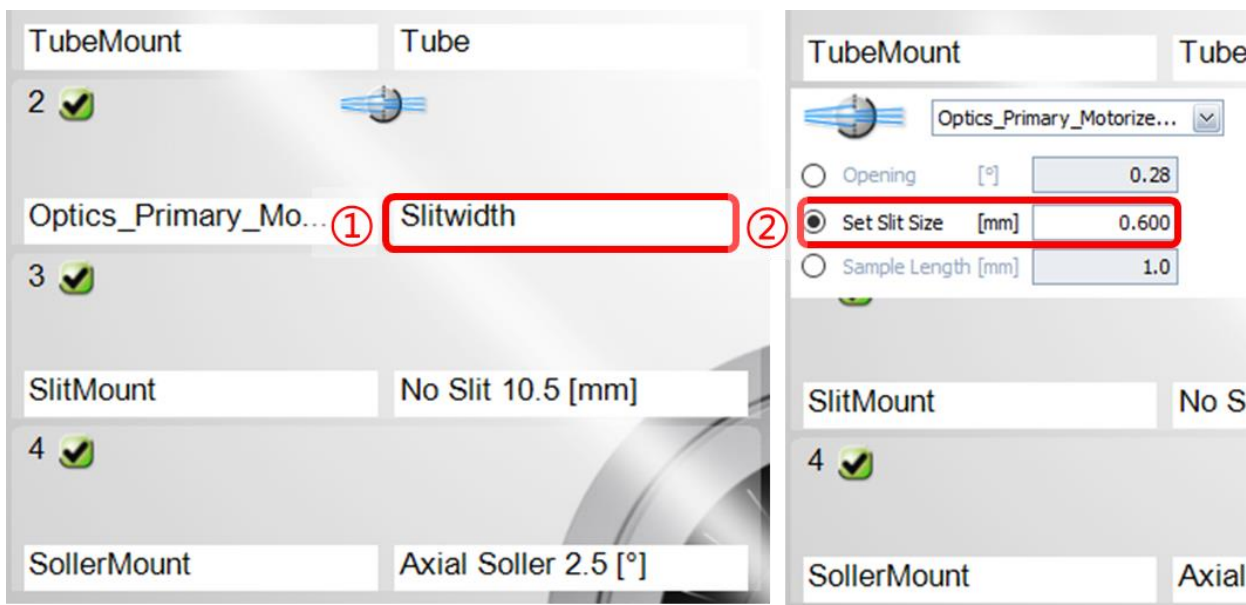 TubeMount Tube
2
Optics_Primary_Mo... ① Slitwidth
3
SlitMount No Slit 10.5 [mm]
4
SollerMount Axial Soller 2.5 [°]
TubeMount Tube
Optics_Primary_Motorize...
Opening [°] 0.28
② Set Slit Size [mm] 0.600
Sample Length [mm] 1.0
SlitMount No S
4
SollerMount Axial